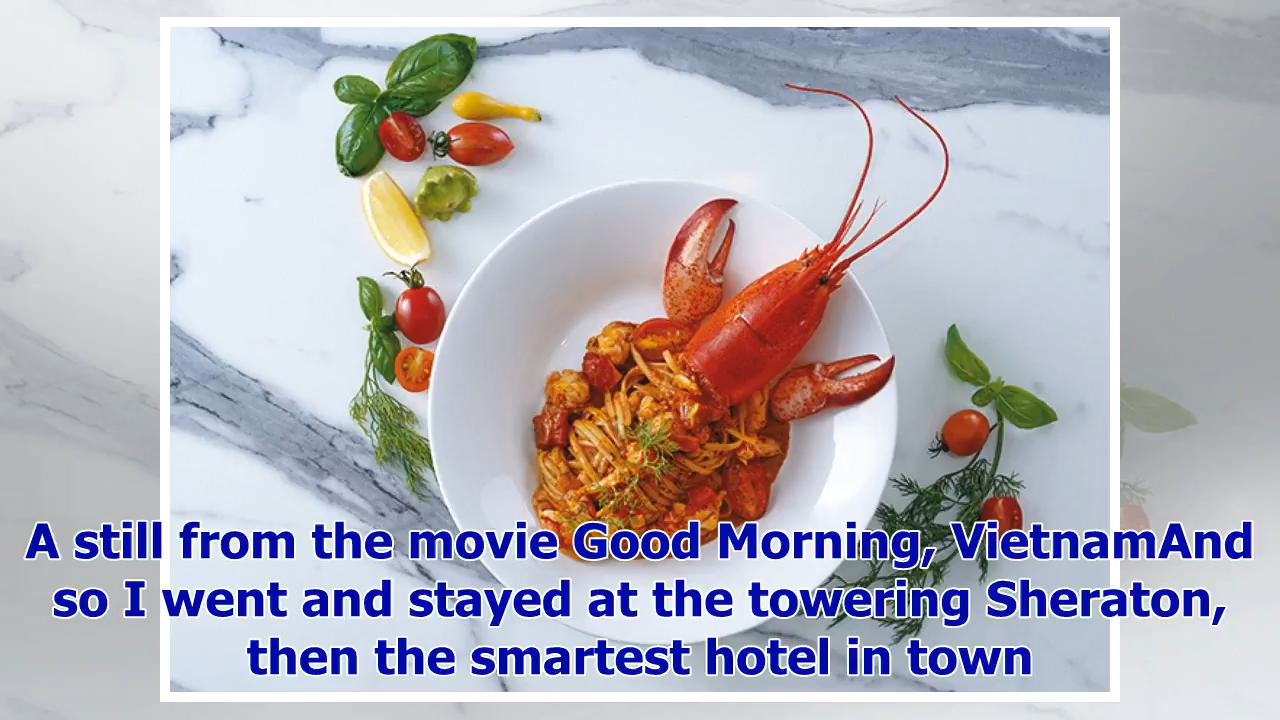 A still from the movie Good Morning, VietnamAnd
so I went and stayed at the towering Sheraton,
then the smartest hotel in town